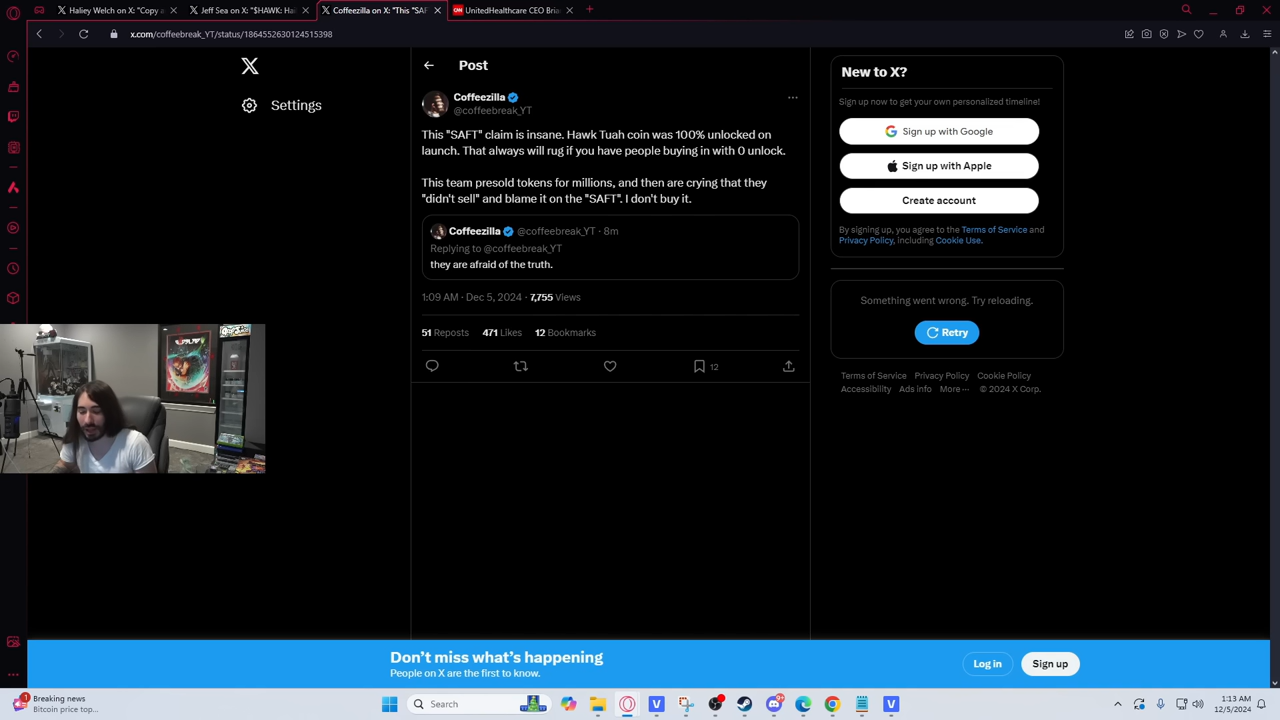 Haliey Welch on X: "Copy a
Jeff Sea on X: "$HAWK: Ha
Coffeezilla on X: "This "SAF
UnitedHealthcare CEO Bria
x.com/coffeebreak_YT/status/1864552630124515398
Settings
Post
Coffeezilla
@coffeebreak_YT
This "SAFT" claim is insane. Hawk Tuah coin was 100% unlocked on
launch. That always will rug if you have people buying in with 0 unlock.
This team presold tokens for millions, and then are crying that they
"didn't sell" and blame it on the "SAFT". I don't buy it.
Coffeezilla @coffeebreak_YT · 8m
Replying to @coffeebreak_YT
they are afraid of the truth.
1:09 AM · Dec 5, 2024 · 7,755 Views
51 Reposts 471 Likes 12 Bookmarks
12
New to X?
Sign up now to get your own personalized timeline!
Sign up with Google
Sign up with Apple
Create account
By signing up, you agree to the Terms of Service and
Privacy Policy, including Cookie Use.
Something went wrong. Try reloading.
Retry
Terms of Service Privacy Policy Cookie Policy
Accessibility Ads info More ··· © 2024 X Corp.
Don't miss what's happening
People on X are the first to know.
Log in
Sign up
1
Breaking news
Bitcoin price top...
Search
9+
1:13 AM
12/5/2024